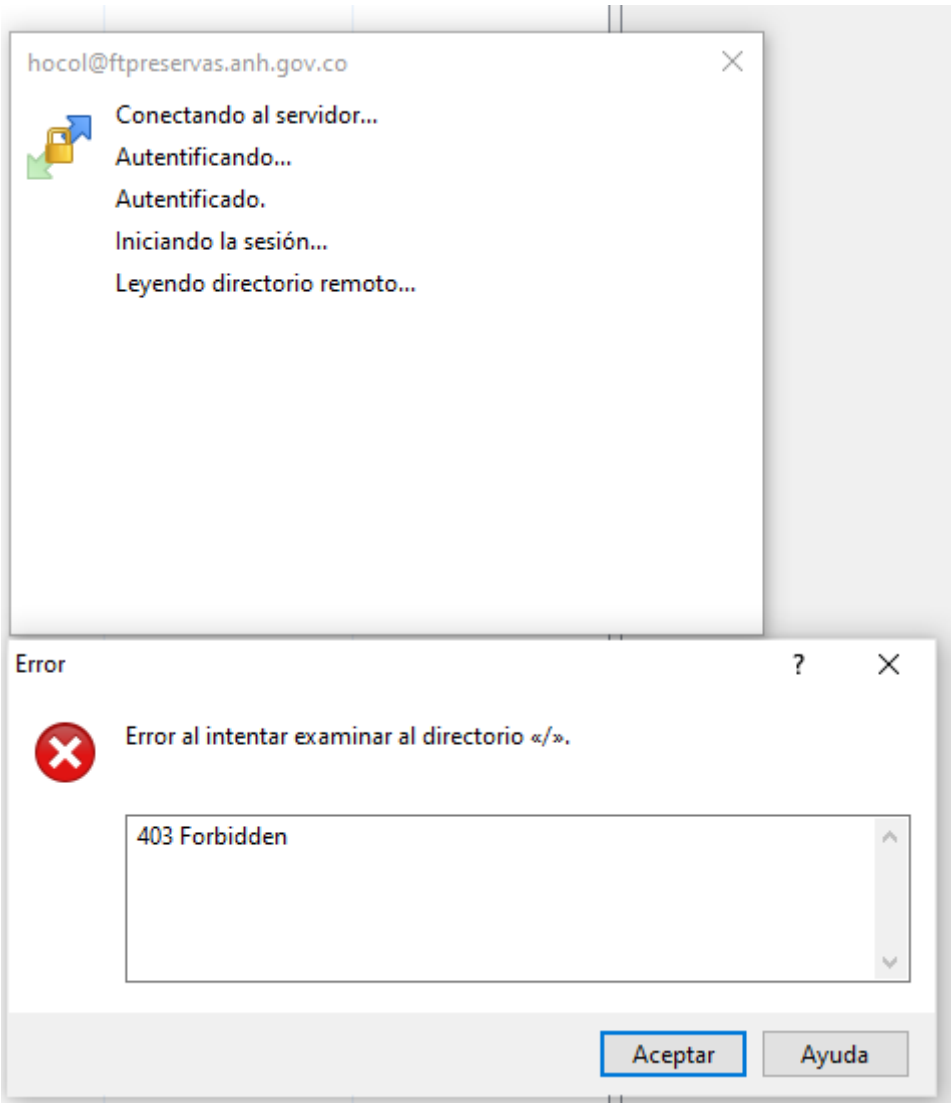 hocol@ftpreservas.anh.gov.co
Conectando al servidor...
Autentificando...
Autentificado.
Iniciando la sesión...
Leyendo directorio remoto...
Error
?
Error al intentar examinar al directorio «/».
403 Forbidden
Aceptar
Ayuda